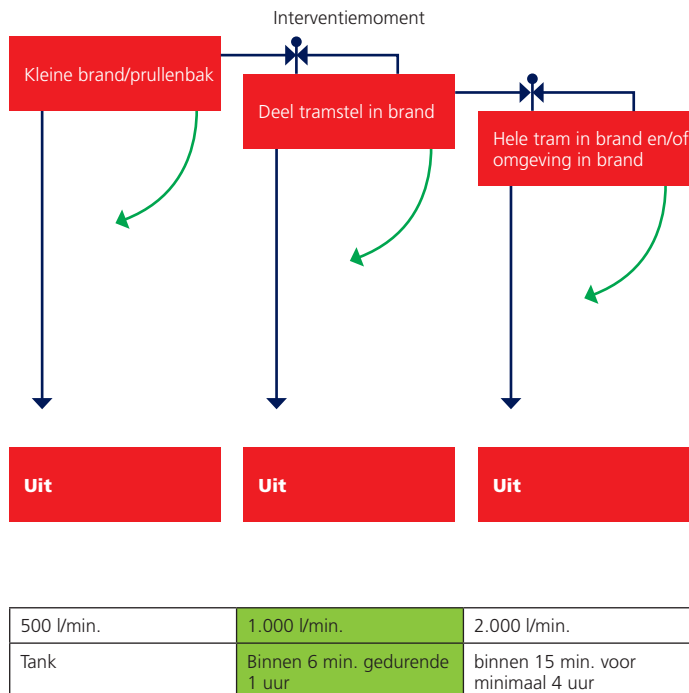 Interventiemoment
Kleine brand/prullenbak
Deel tramstel in brand
Hele tram in brand en/of
omgeving in brand
Uit
Uit
Uit
500 l/min.
1.000 l/min.
2.000 l/min.
Tank
Binnen 6 min. gedurende
1 uur
binnen 15 min. voor
minimaal 4 uur